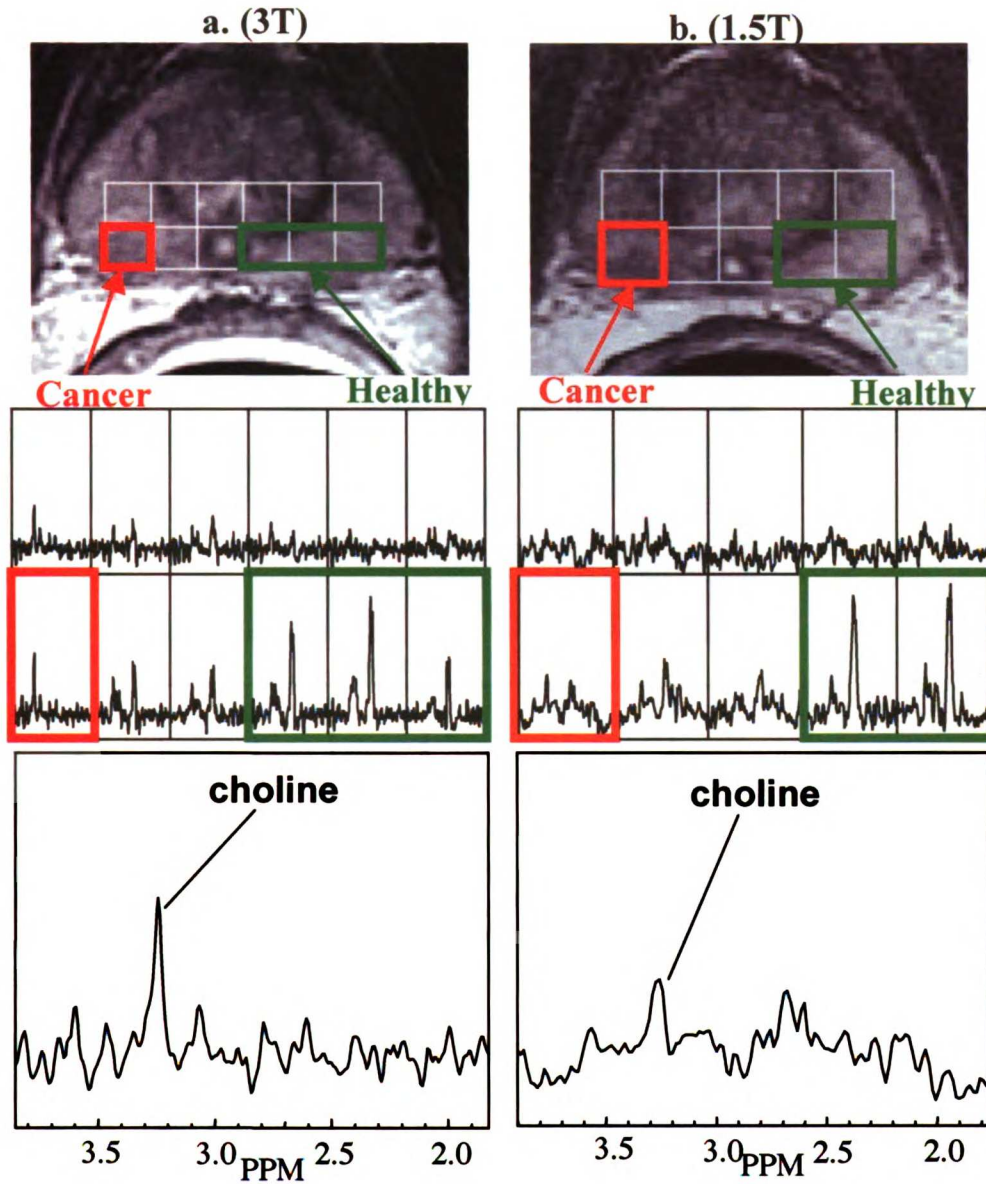 a. (3T)
b. (1.5T)
Cancer
Healthy
Cancer
Healthy
choline
choline
3.5 3.0 2.5 2.0
PPM
3.5 3.0 2.5 2.0
PPM